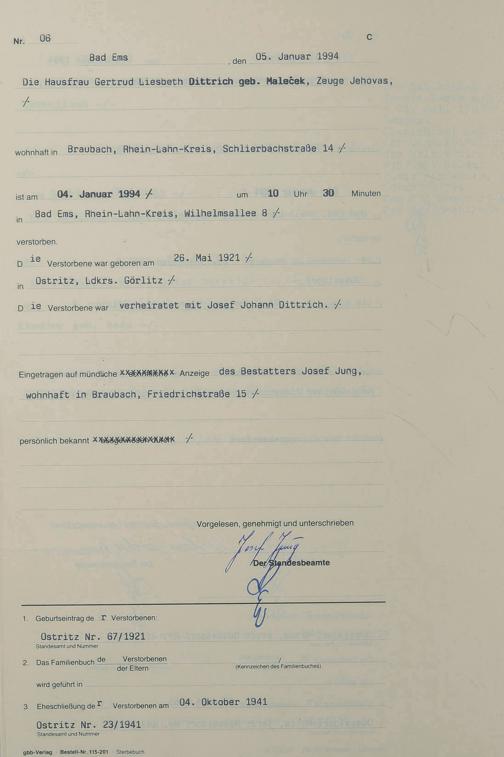 Nr. 06 C
Bad Ems , den 05. Januar 1994
Die Hausfrau Gertrud Liesbeth Dittrich geb. Maleček, Zeuge Jehovas,
-/-
wohnhaft in Braubach, Rhein-Lahn-Kreis, Schlierbachstraße 14 -/-
ist am 04. Januar 1994 -/- um 10 Uhr 30 Minuten
in Bad Ems, Rhein-Lahn-Kreis, Wilhelmsallee 8 -/-
verstorben.
D ie Verstorbene war geboren am 26. Mai 1921 -/-
in Ostritz, Ldkrs. Görlitz -/-
D ie Verstorbene war verheiratet mit Josef Johann Dittrich. -/-
Eingetragen auf mündliche Anzeige des Bestatters Josef Jung,
wohnhaft in Braubach, Friedrichstraße 15 -/-
persönlich bekannt -/-
Vorgelesen, genehmigt und unterschrieben
Josef Jung
Der Standesbeamte
1. Geburtseintrag de r Verstorbenen:
Ostritz Nr. 67/1921
Standesamt und Nummer
2. Das Familienbuch de Verstorbenen
der Eltern (Kennzeichen des Familienbuches)
wird geführt in
3 Eheschließung de r Verstorbenen am 04. Oktober 1941
Ostritz Nr. 23/1941
Standesamt und Nummer
gbb-Verlag · Bestell-Nr. 115-201 · Sterbebuch